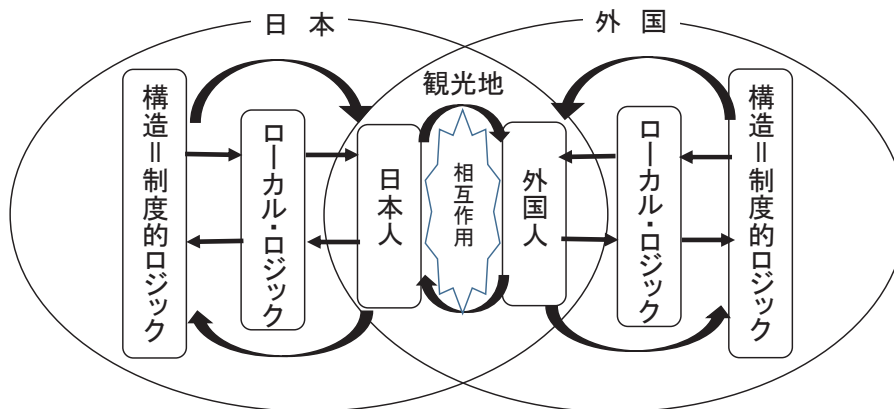 日本
外国
観光地
構造＝制度的ロジック
ローカル・ロジック
日本人
相互作用
外国人
ローカル・ロジック
構造＝制度的ロジック